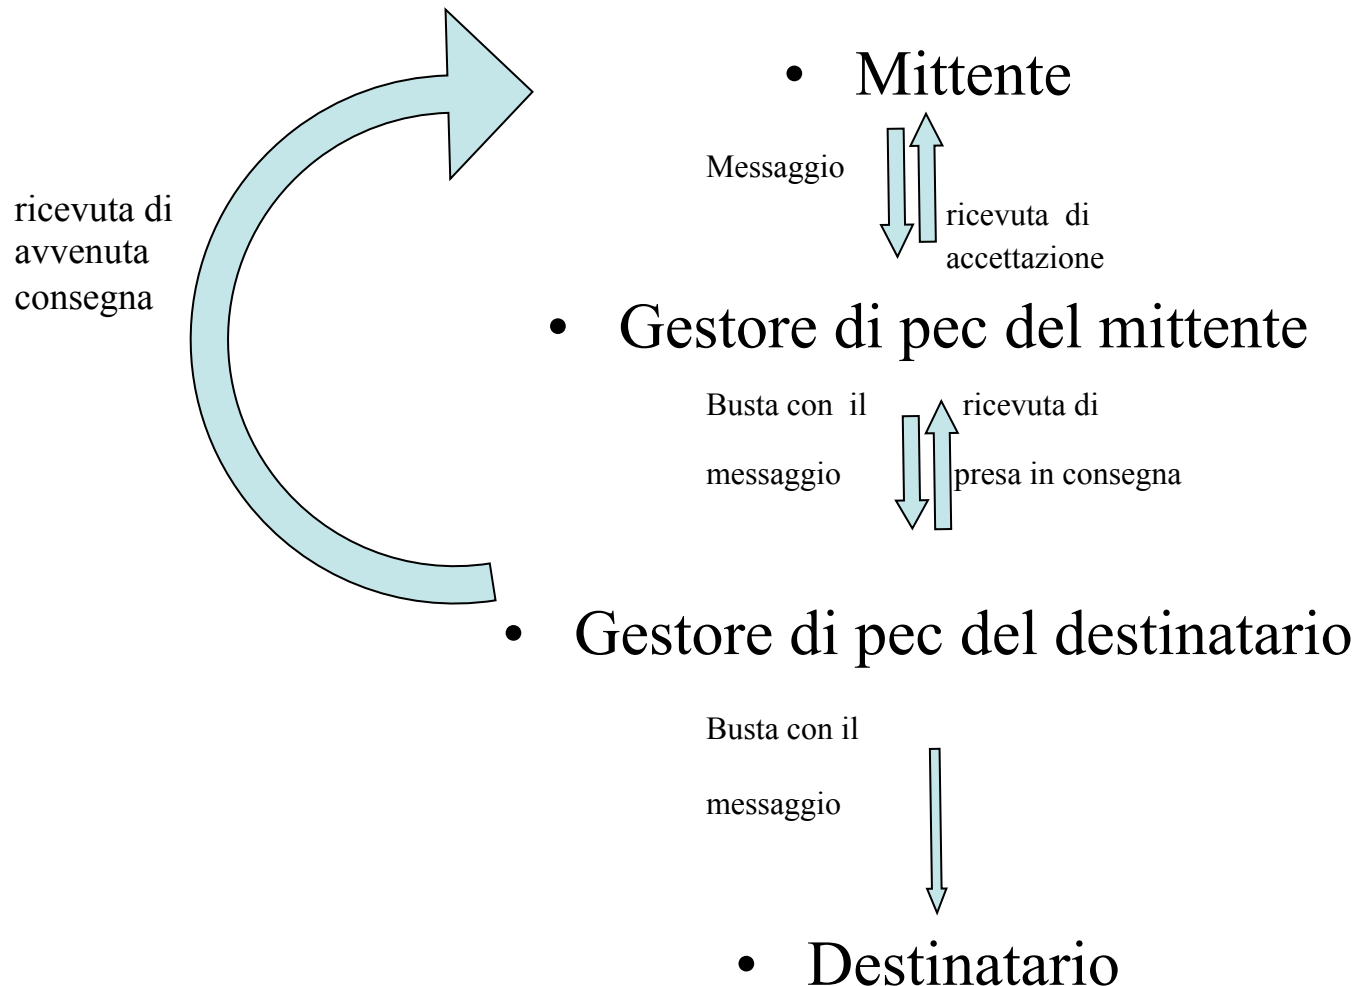 • Mittente
Messaggio
ricevuta di
accettazione
ricevuta di
avvenuta
consegna
• Gestore di pec del mittente
Busta con il
messaggio
ricevuta di
presa in consegna
• Gestore di pec del destinatario
Busta con il
messaggio
• Destinatario